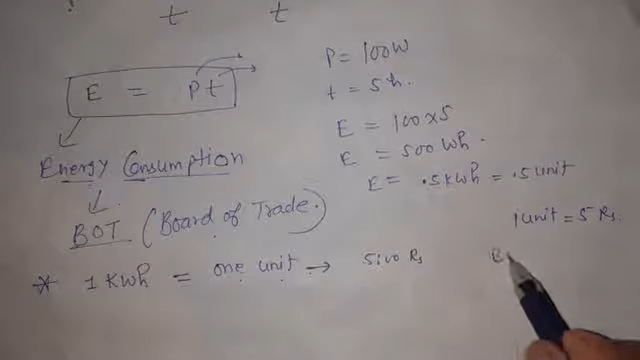 t t
E = Pt
Energy Consumption
BOT (Board of Trade.)
* 1 KWh = one unit → 5:00 Rs
P = 100W
t = 5h.
E = 100x5
E = 500 Wh.
E = .5 KWh = .5 unit
1 unit = 5 Rs.